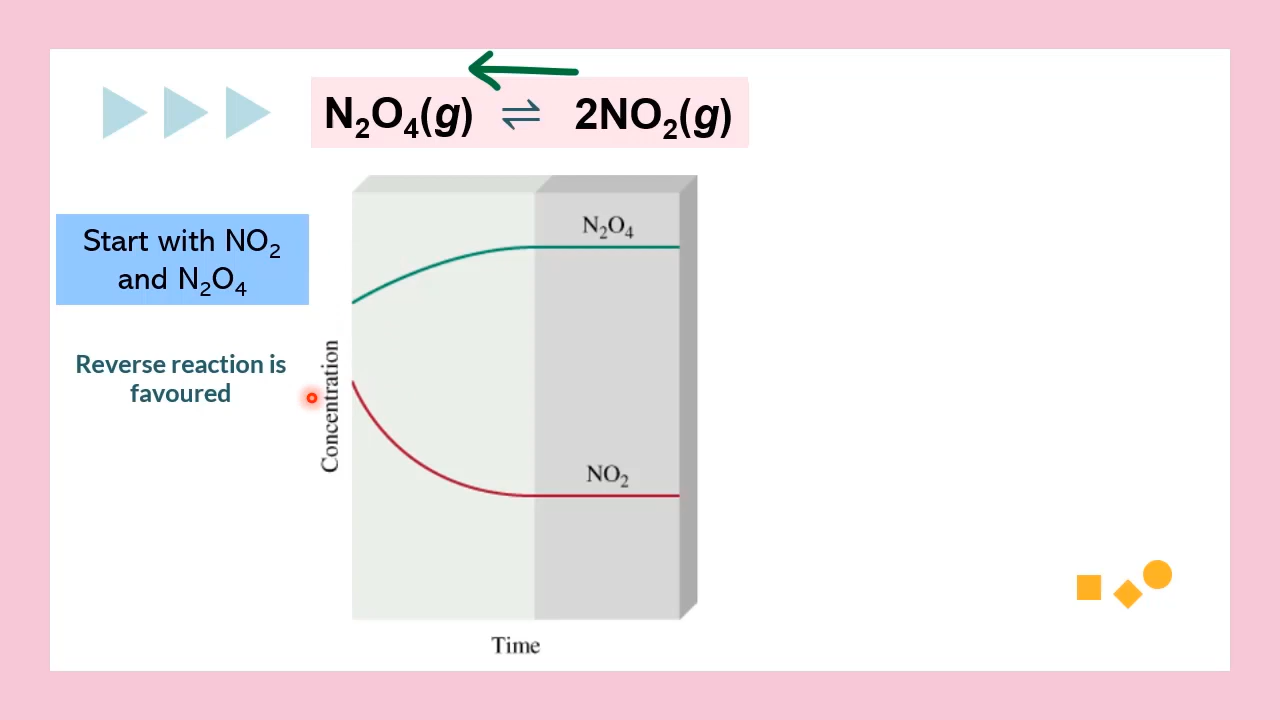 N₂O₄(g) ⇌ 2NO₂(g)
Start with NO₂
and N₂O₄
Reverse reaction is
favoured
Concentration
N₂O₄
NO₂
Time